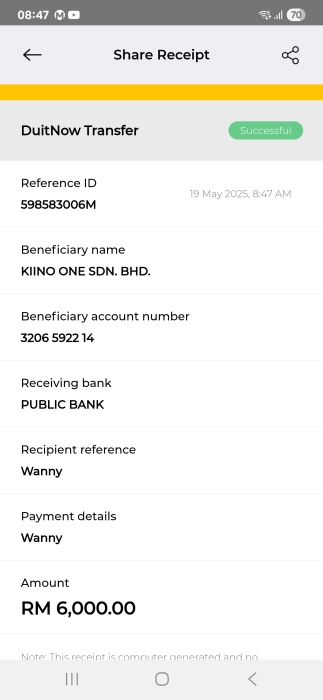 08:47
70
Share Receipt
DuitNow Transfer
Successful
Reference ID
19 May 2025, 8:47 AM
598583006M
Beneficiary name
KIINO ONE SDN. BHD.
Beneficiary account number
3206 5922 14
Receiving bank
PUBLIC BANK
Recipient reference
Wanny
Payment details
Wanny
Amount
RM 6,000.00
Note: This receipt is computer generated and no